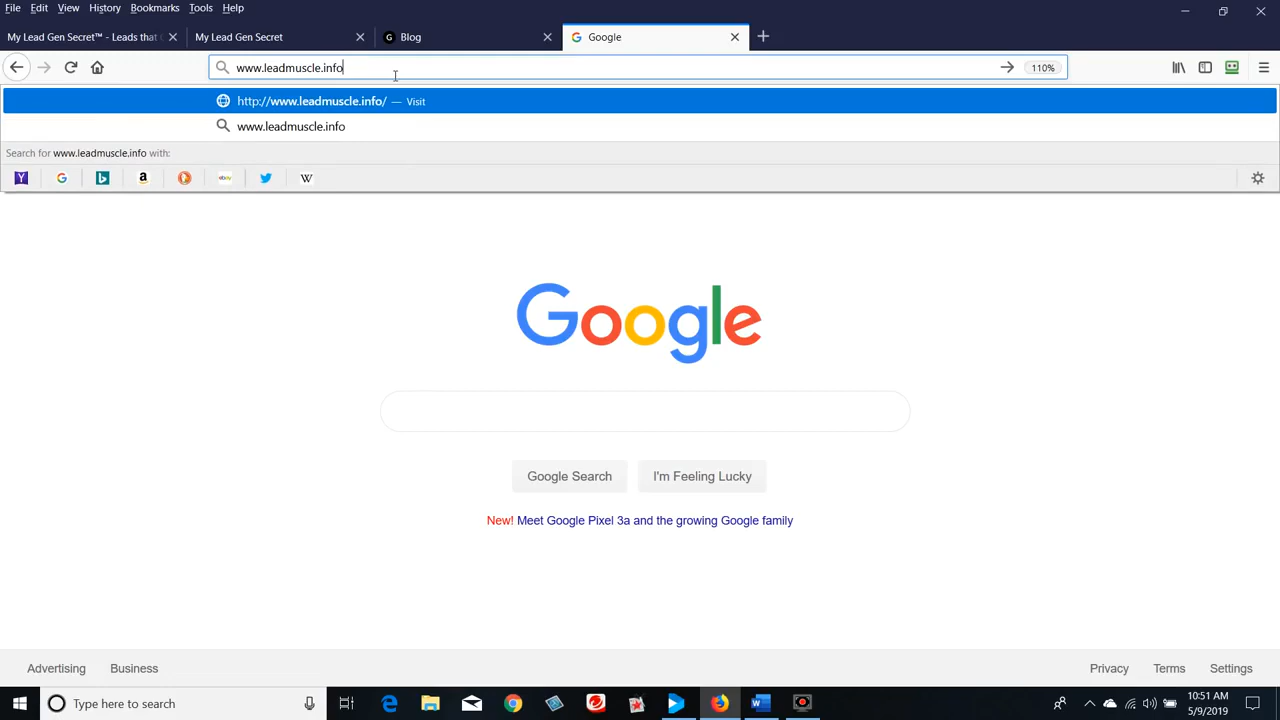 File Edit View History Bookmarks Tools Help
My Lead Gen Secret™ - Leads that
My Lead Gen Secret
Blog
Google
www.leadmuscle.info
110%
http://www.leadmuscle.info/ — Visit
www.leadmuscle.info
Search for www.leadmuscle.info with:
Google
Google Search
I'm Feeling Lucky
New! Meet Google Pixel 3a and the growing Google family
Advertising Business
Privacy Terms Settings
Type here to search
10:51 AM
5/9/2019